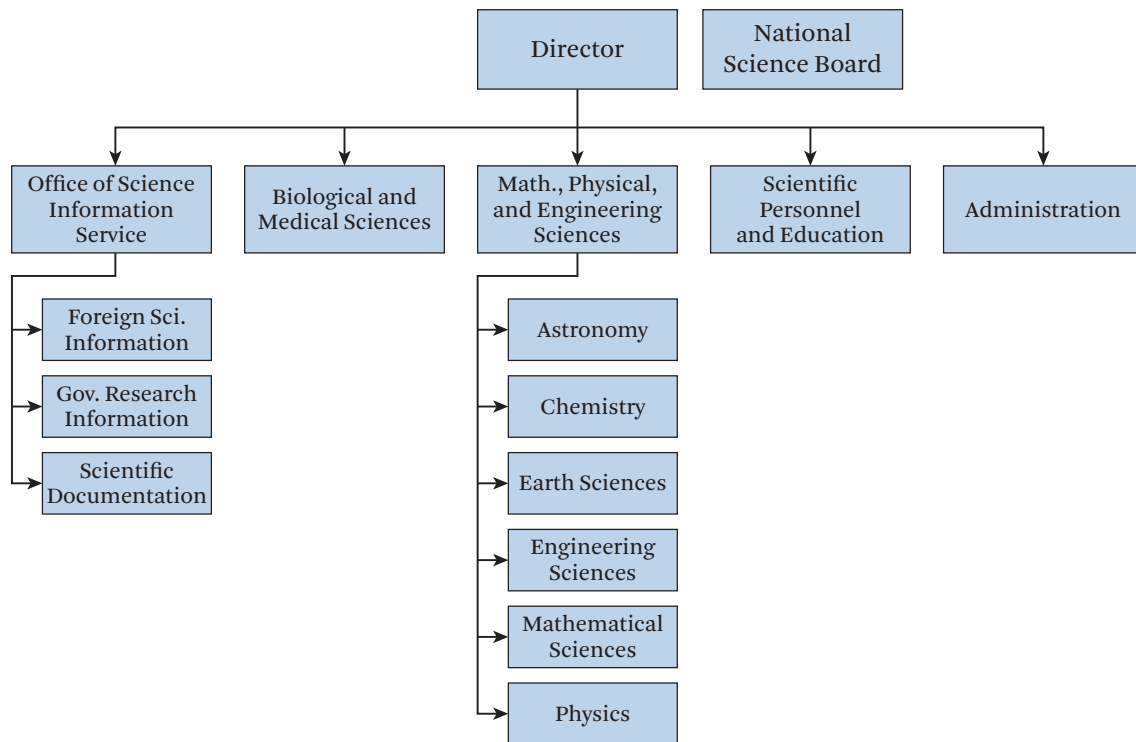 Director
National
Science Board
Office of Science
Information
Service
Biological and
Medical Sciences
Math., Physical,
and Engineering
Sciences
Scientific
Personnel
and Education
Administration
Foreign Sci.
Information
Gov. Research
Information
Scientific
Documentation
Astronomy
Chemistry
Earth Sciences
Engineering
Sciences
Mathematical
Sciences
Physics